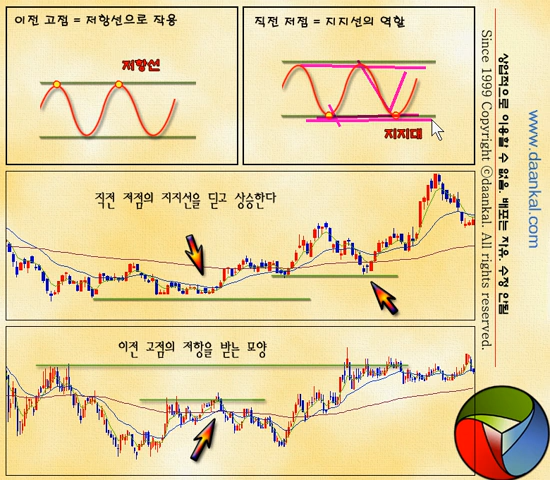 이전 고점 = 저항선으로 작용
저항선
직전 저점 = 지지선의 역할
지지대
직전 저점의 지지선을 딛고 상승한다
이전 고점의 저항을 받는 모양
www.daankal.com
상업적으로 이용할 수 없음. 배포는 자유. 수정 안됨
Since 1999 Copyright ⓒdaankal. All rights reserved.